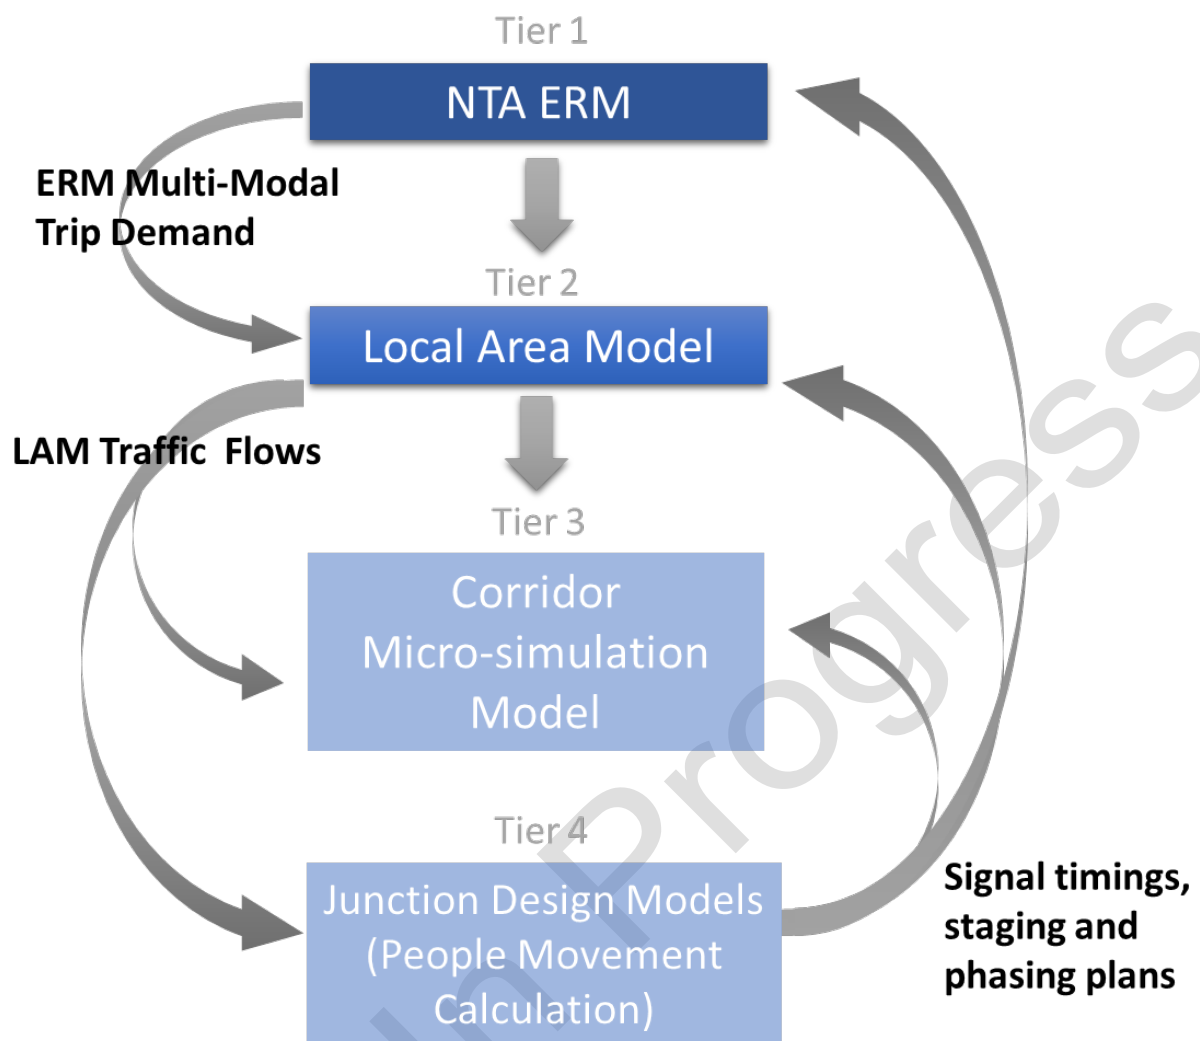 Tier 1
NTA ERM
ERM Multi-Modal
Trip Demand
Tier 2
Local Area Model
LAM Traffic Flows
Tier 3
Corridor
Micro-simulation
Model
Tier 4
Junction Design Models
(People Movement
Calculation)
Signal timings,
staging and
phasing plans
In Progress